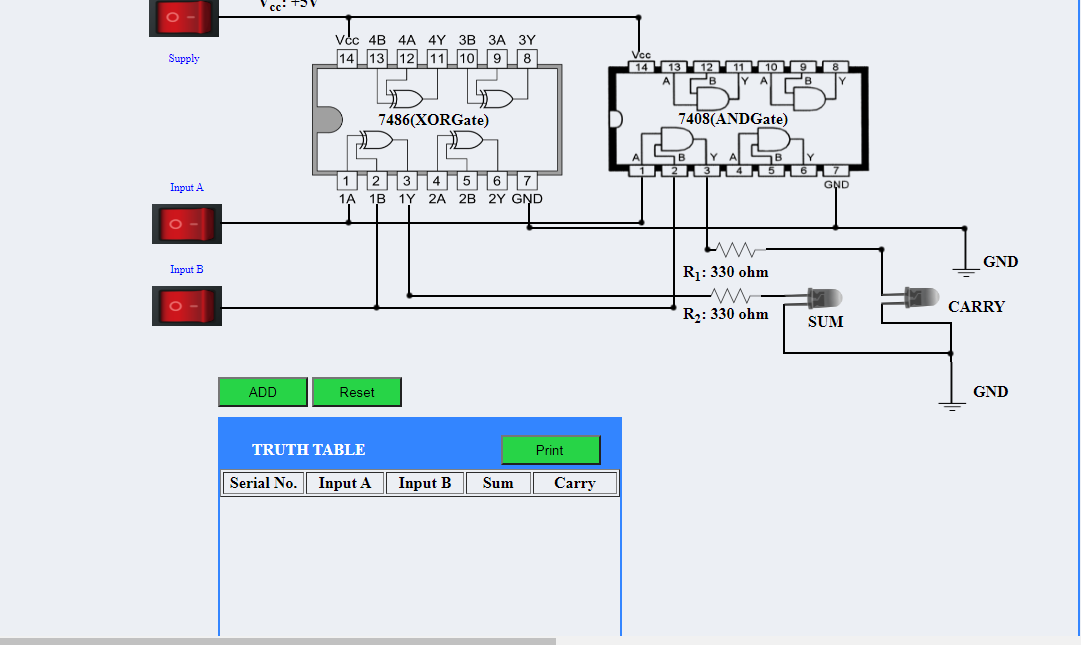 Vcc: +5V
Supply
Vcc 4B 4A 4Y 3B 3A 3Y
14 13 12 11 10 9 8
7486(XORGate)
1 2 3 4 5 6 7
1A 1B 1Y 2A 2B 2Y GND
Vcc
14 13 12 11 10 9 8
A B Y A B Y
7408(ANDGate)
A B Y A B Y
1 2 3 4 5 6 7
GND
Input A
Input B
GND
R1: 330 ohm
R2: 330 ohm
SUM
CARRY
GND
ADD Reset
TRUTH TABLE Print
Serial No. Input A Input B Sum Carry